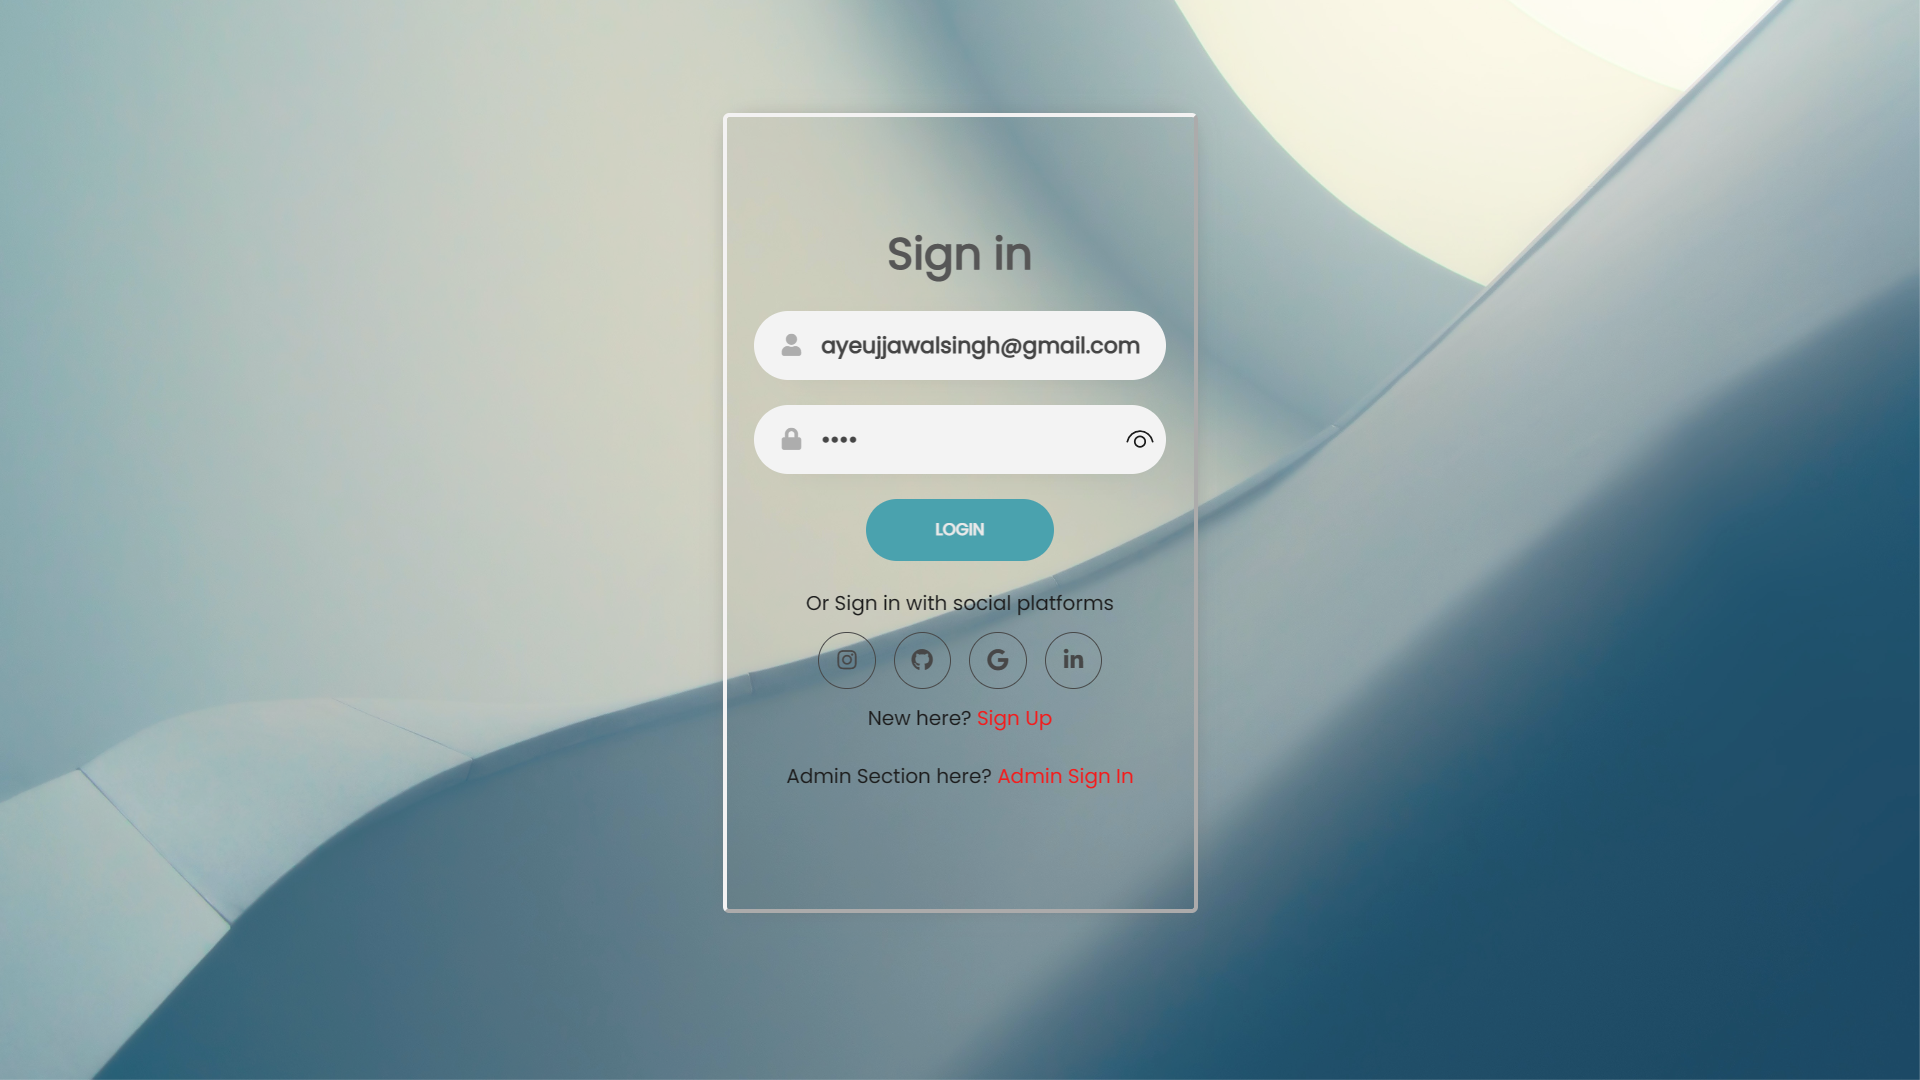 Sign in
ayeujjawalsingh@gmail.com
••••
LOGIN
Or Sign in with social platforms
New here? Sign Up
Admin Section here? Admin Sign In